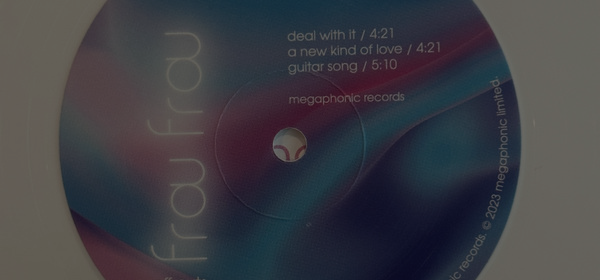 deal with it / 4:21
a new kind of love / 4:21
guitar song / 5:10
megaphonic records
frou frou
records. © 2023 megaphonic limited.